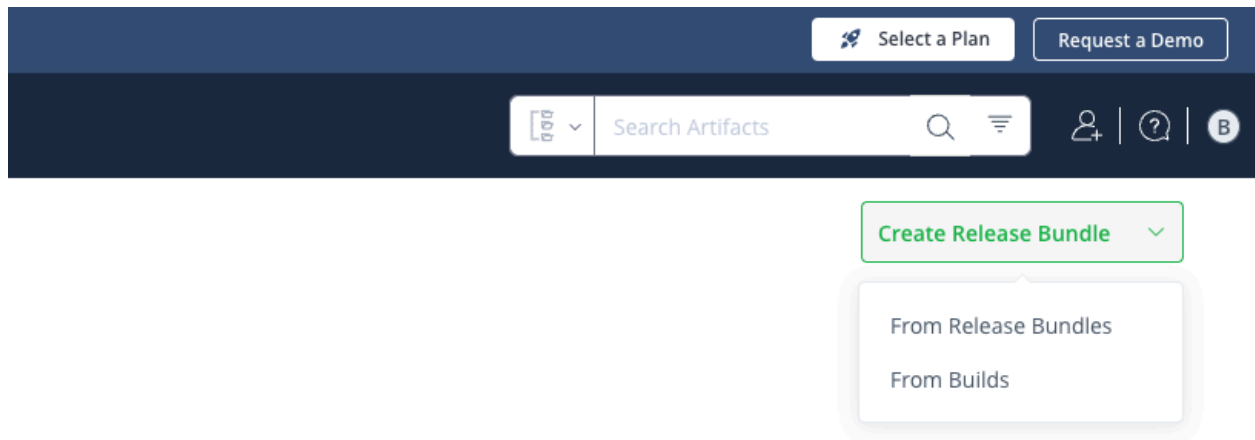 Select a Plan
Request a Demo
Search Artifacts
B
Create Release Bundle
From Release Bundles
From Builds